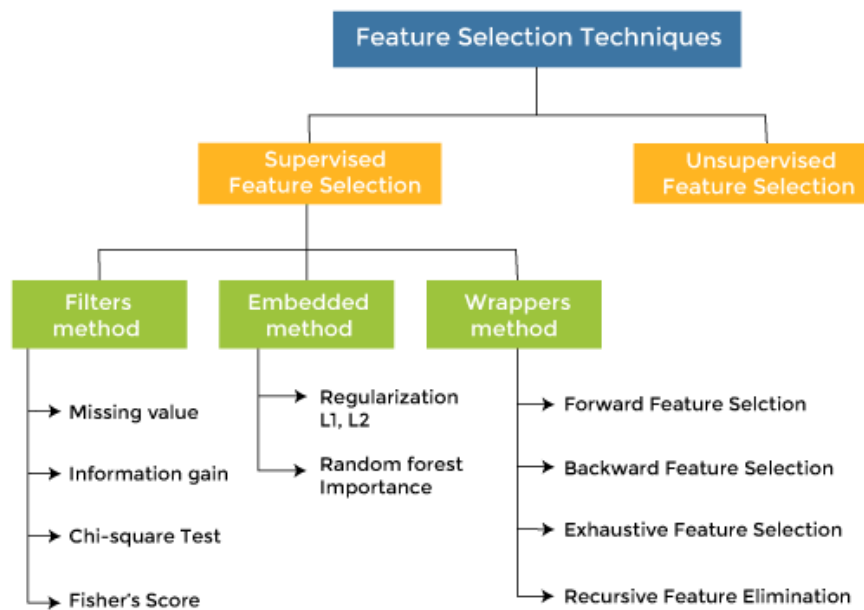 Feature Selection Techniques
Supervised
Feature Selection
Unsupervised
Feature Selection
Filters
method
Embedded
method
Wrappers
method
Missing value
Information gain
Chi-square Test
Fisher's Score
Regularization
L1, L2
Random forest
Importance
Forward Feature Selction
Backward Feature Selection
Exhaustive Feature Selection
Recursive Feature Elimination